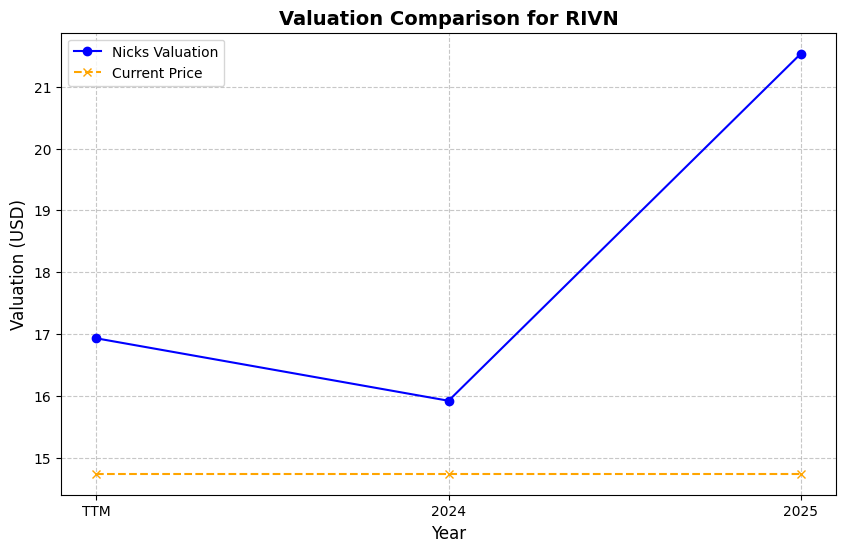 Valuation Comparison for RIVN
Nicks Valuation
Current Price
Valuation (USD)
21
20
19
18
17
16
15
TTM
2024
2025
Year